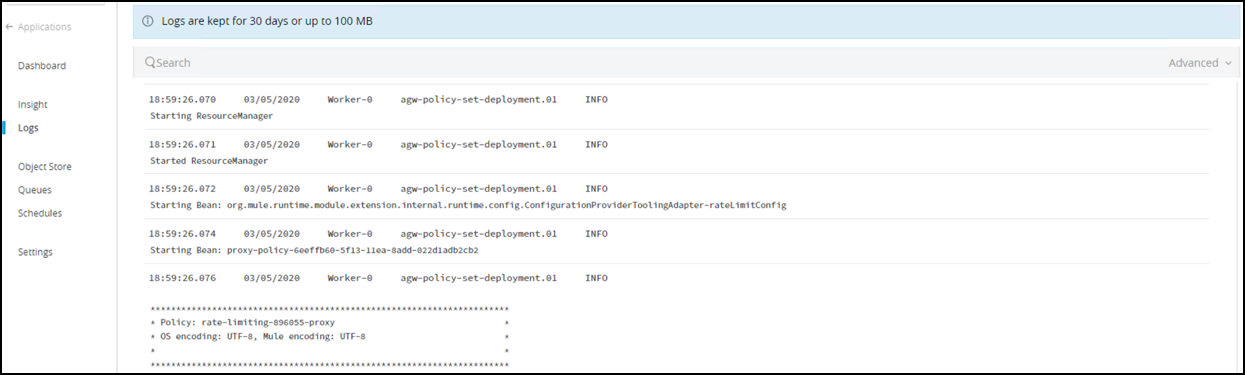 Logs are kept for 30 days or up to 100 MB
← Applications
Dashboard
Insight
Logs
Object Store
Queues
Schedules
Settings
Search Advanced
18:59:26.070 03/05/2020 Worker-0 agw-policy-set-deployment.01 INFO
Starting ResourceManager
18:59:26.071 03/05/2020 Worker-0 agw-policy-set-deployment.01 INFO
Started ResourceManager
18:59:26.072 03/05/2020 Worker-0 agw-policy-set-deployment.01 INFO
Starting Bean: org.mule.runtime.module.extension.internal.runtime.config.ConfigurationProviderToolingAdapter-rateLimitConfig
18:59:26.074 03/05/2020 Worker-0 agw-policy-set-deployment.01 INFO
Starting Bean: proxy-policy-6eeffb60-5f13-11ea-8add-022d1adb2cb2
18:59:26.076 03/05/2020 Worker-0 agw-policy-set-deployment.01 INFO
**********************************************************************
* Policy: rate-limiting-896055-proxy *
* OS encoding: UTF-8, Mule encoding: UTF-8 *
* *
**********************************************************************